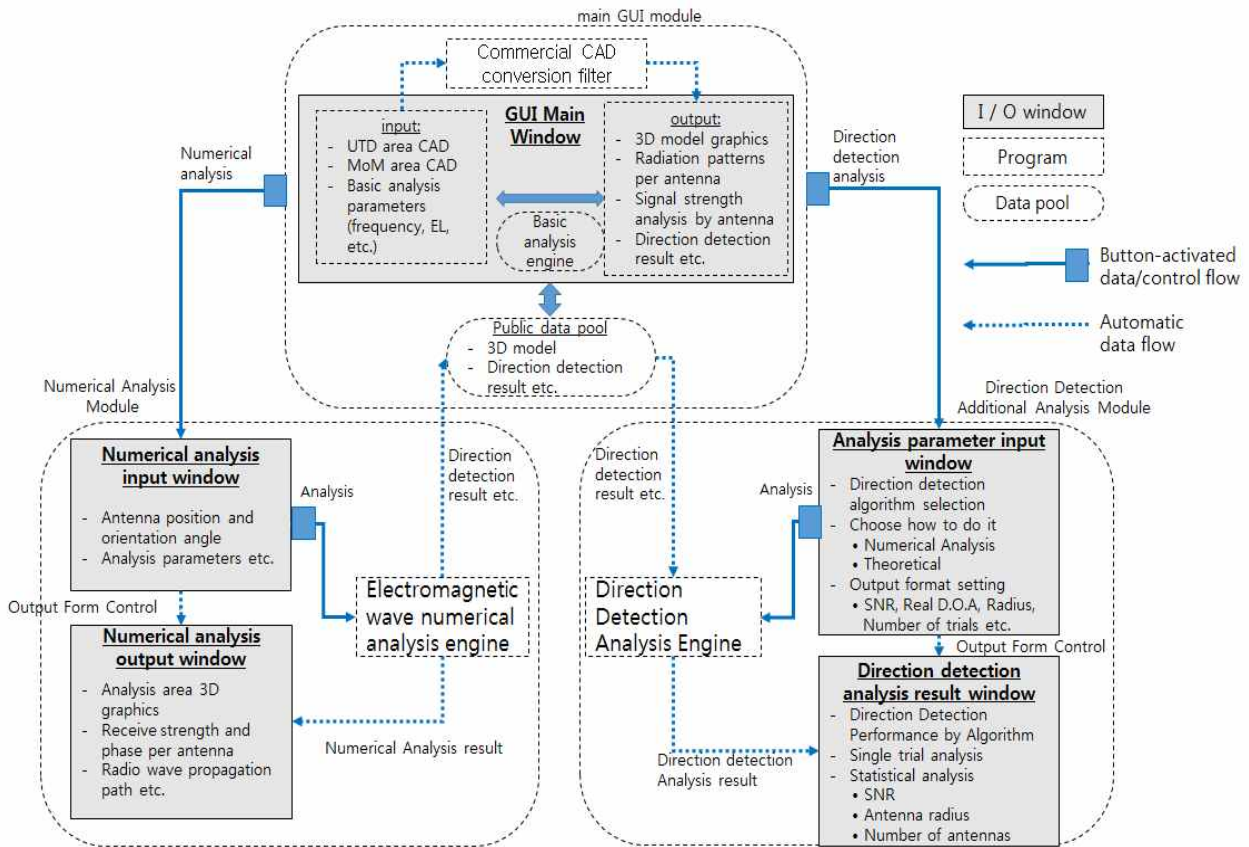 main GUI module
Commercial CAD
conversion filter
GUI Main
Window
input:
- UTD area CAD
- MoM area CAD
- Basic analysis
parameters
(frequency, EL,
etc.)
Basic
analysis
engine
output:
- 3D model graphics
- Radiation patterns
per antenna
- Signal strength
analysis by antenna
- Direction detection
result etc.
Numerical
analysis
Direction
detection
analysis
I / O window
Program
Data pool
Button-activated
data/control flow
Automatic
data flow
Public data pool
- 3D model
- Direction detection
result etc.
Numerical Analysis
Module
Numerical analysis
input window
- Antenna position and
orientation angle
- Analysis parameters etc.
Analysis
Direction
detection
result etc.
Output Form Control
Electromagnetic
wave numerical
analysis engine
Numerical analysis
output window
- Analysis area 3D
graphics
- Receive strength and
phase per antenna
- Radio wave propagation
path etc.
Numerical Analysis result
Direction Detection
Additional Analysis Module
Direction
detection
result etc.
Analysis
Analysis parameter input
window
- Direction detection
algorithm selection
- Choose how to do it
• Numerical Analysis
• Theoretical
- Output format setting
• SNR, Real D.O.A, Radius,
Number of trials etc.
Direction
Detection
Analysis Engine
Output Form Control
Direction detection
Analysis result
Direction detection
analysis result window
- Direction Detection
Performance by Algorithm
- Single trial analysis
- Statistical analysis
• SNR
• Antenna radius
• Number of antennas